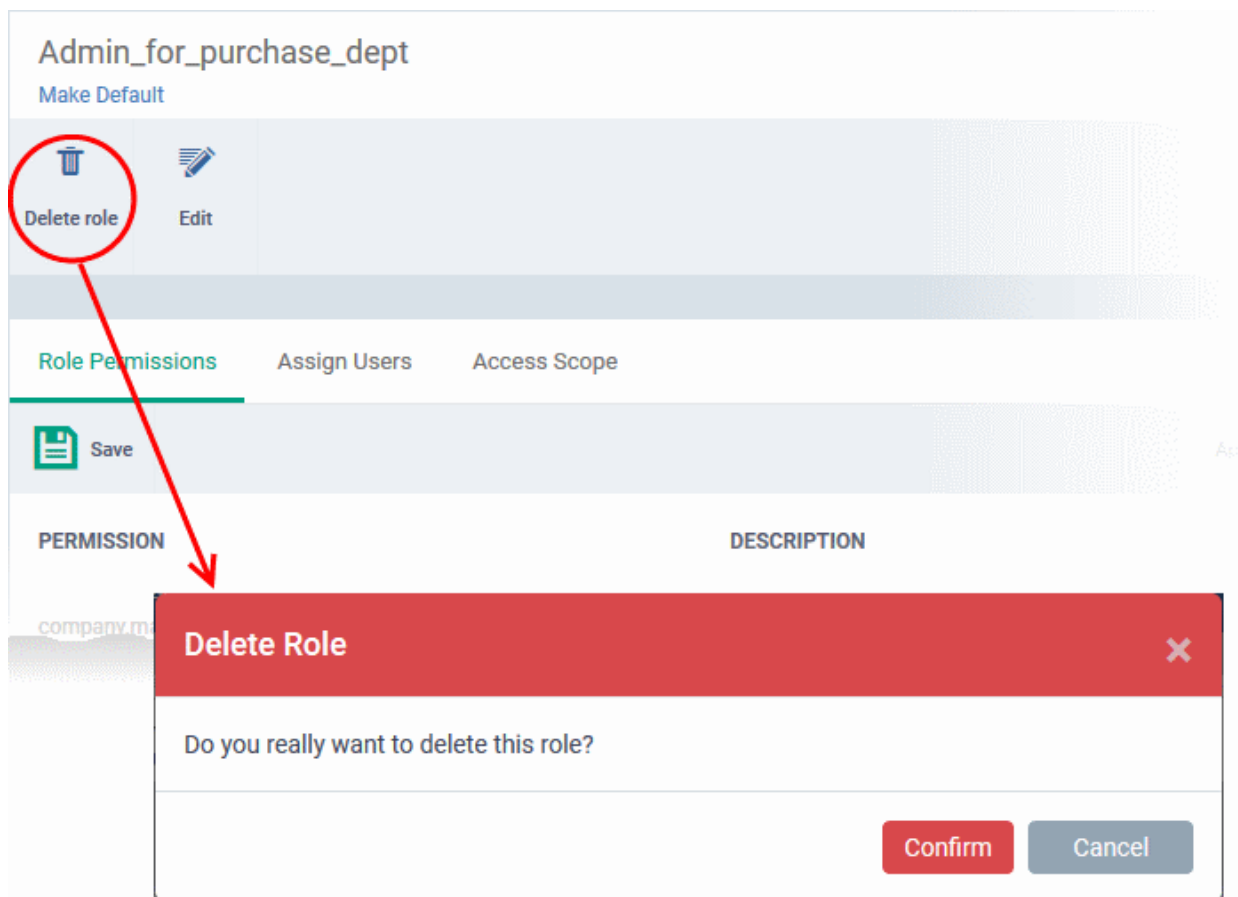 Admin_for_purchase_dept
Make Default
Delete role
Edit
Role Permissions
Assign Users
Access Scope
Save
PERMISSION
DESCRIPTION
Delete Role
Do you really want to delete this role?
Confirm
Cancel